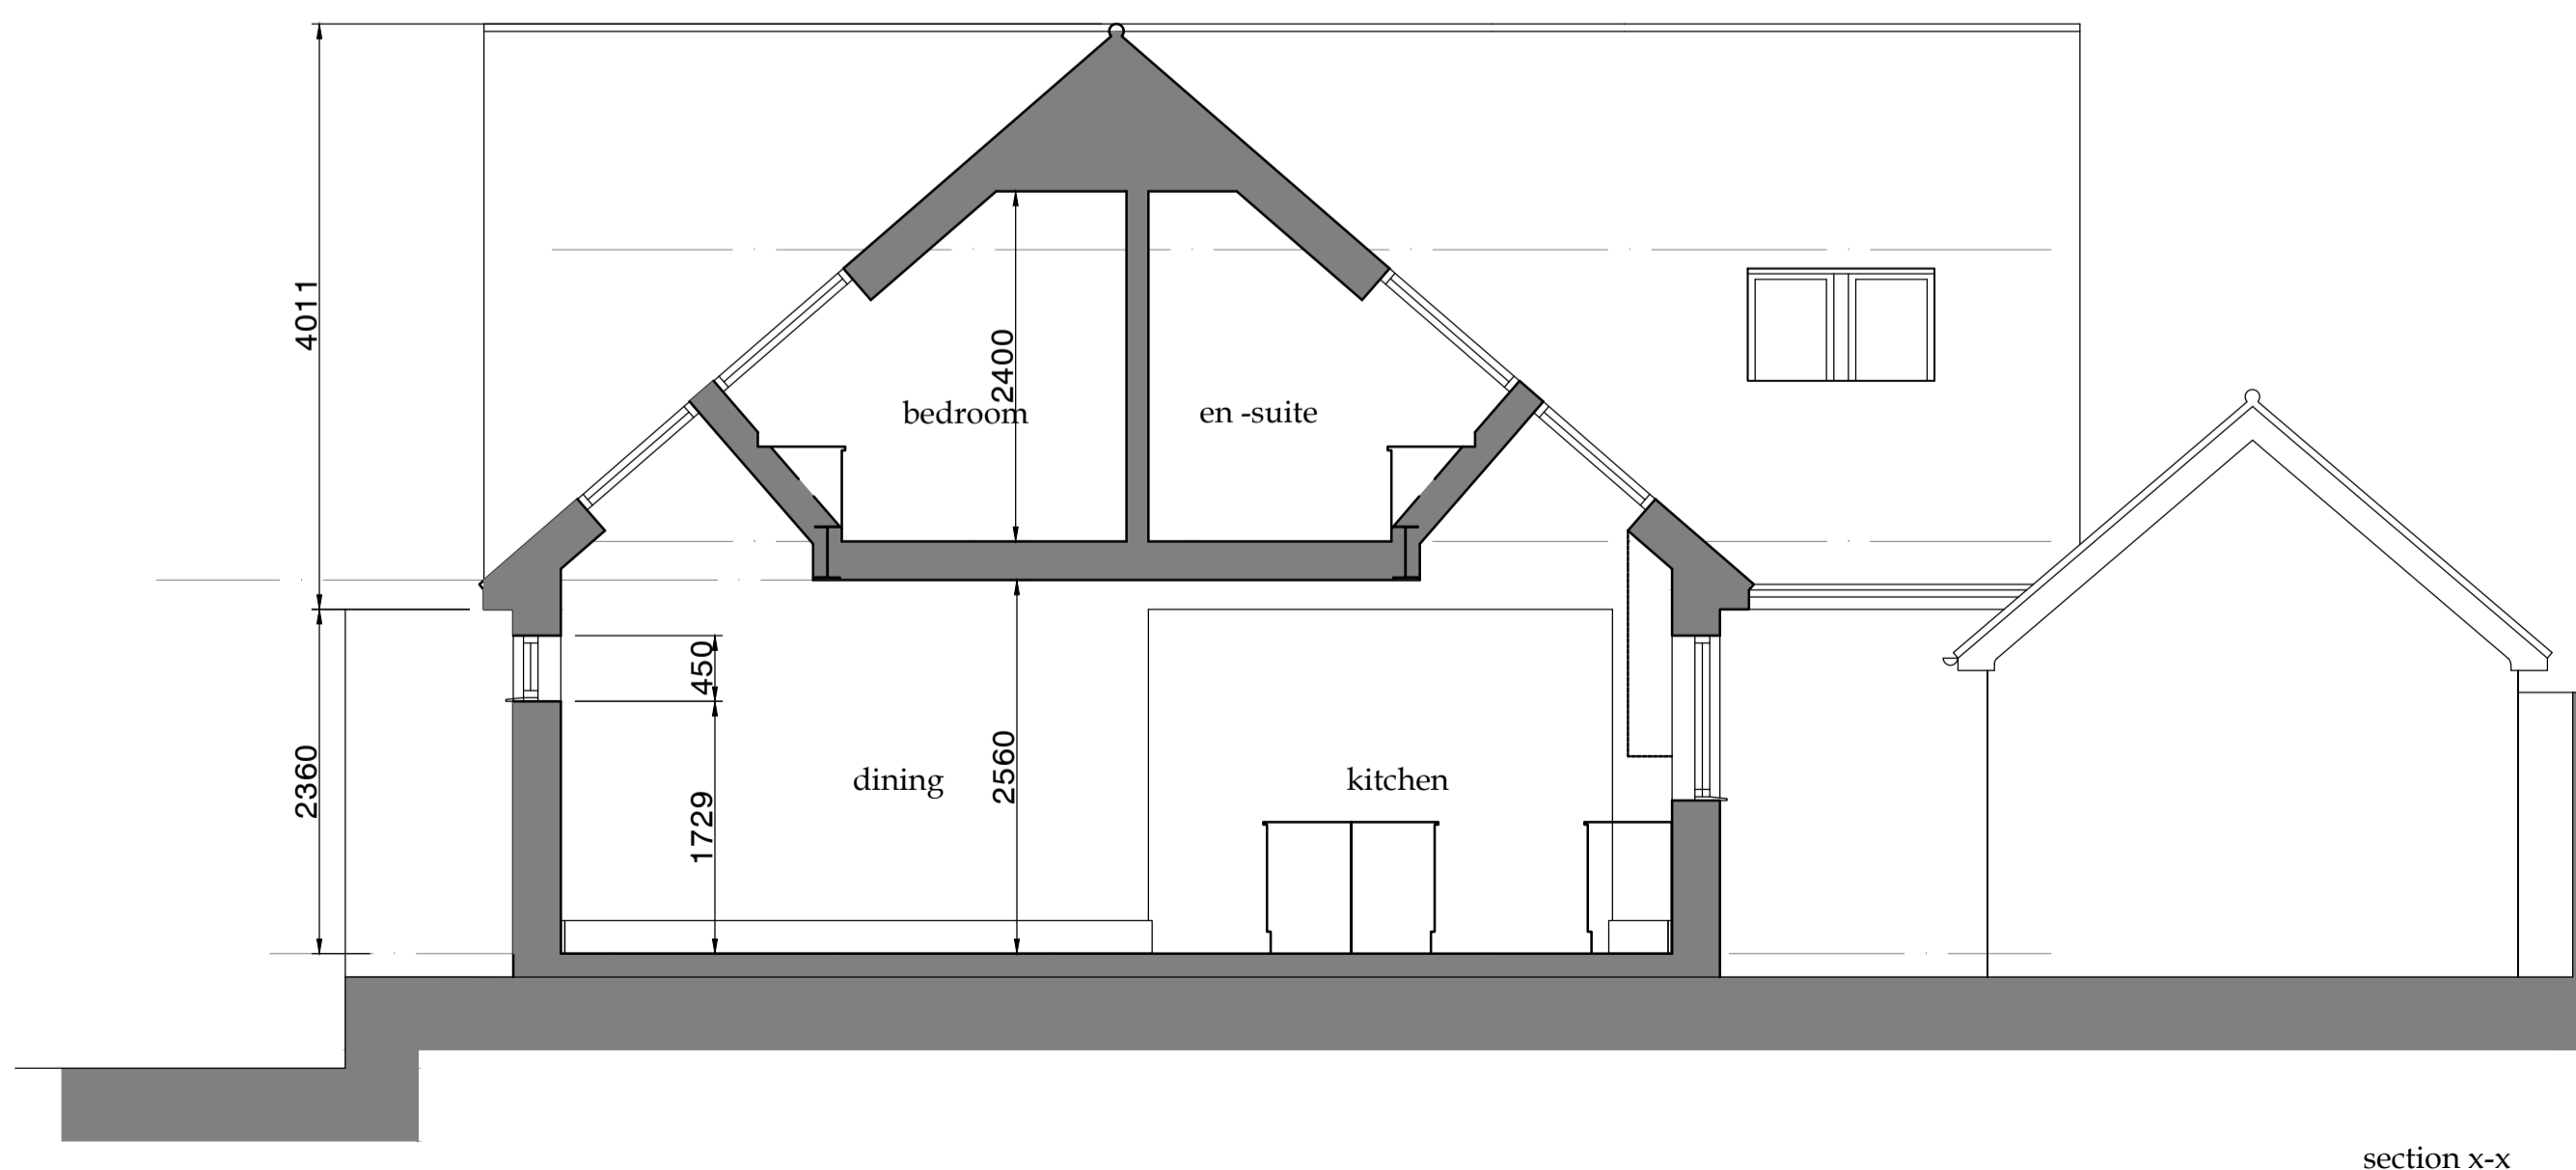 4011
2400
bedroom
en -suite
450
2360
1729
2560
dining
kitchen
section x-x